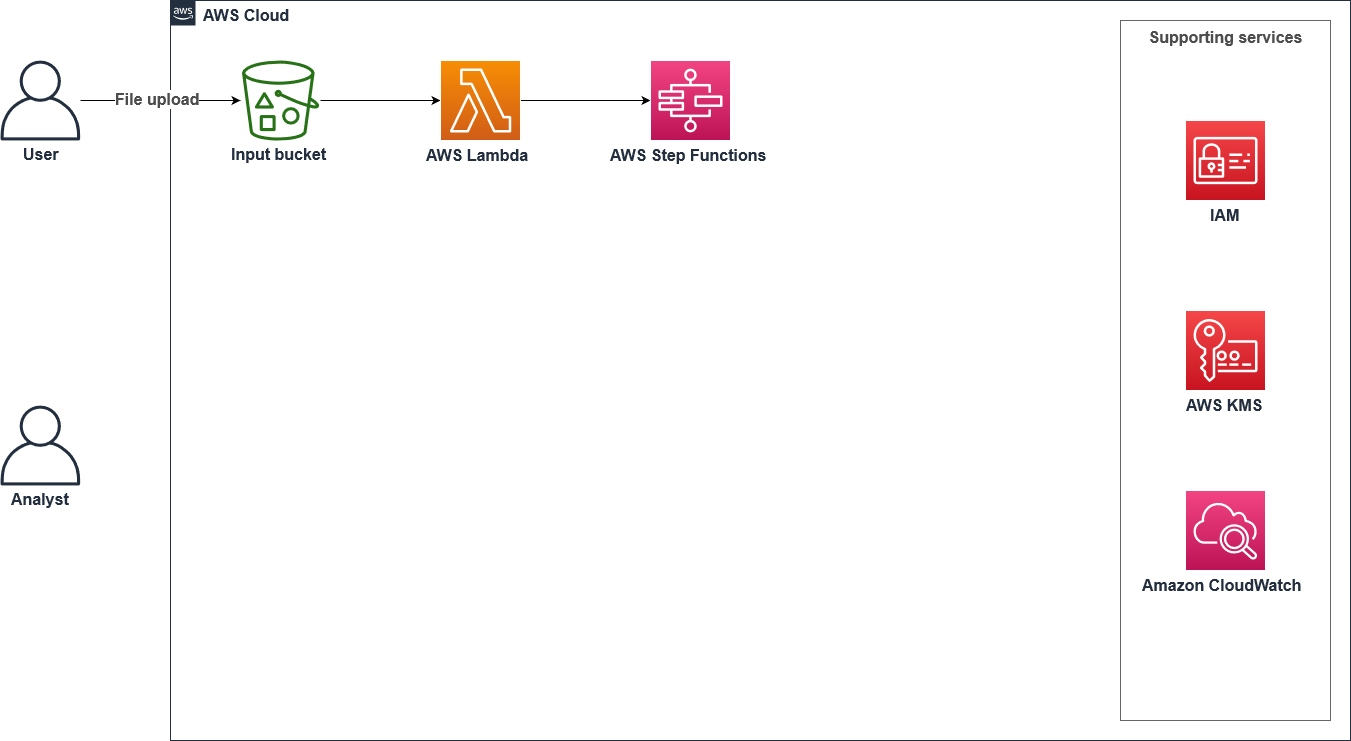 aws
AWS Cloud
Supporting services
File upload
User
Input bucket
AWS Lambda
AWS Step Functions
IAM
AWS KMS
Analyst
Amazon CloudWatch